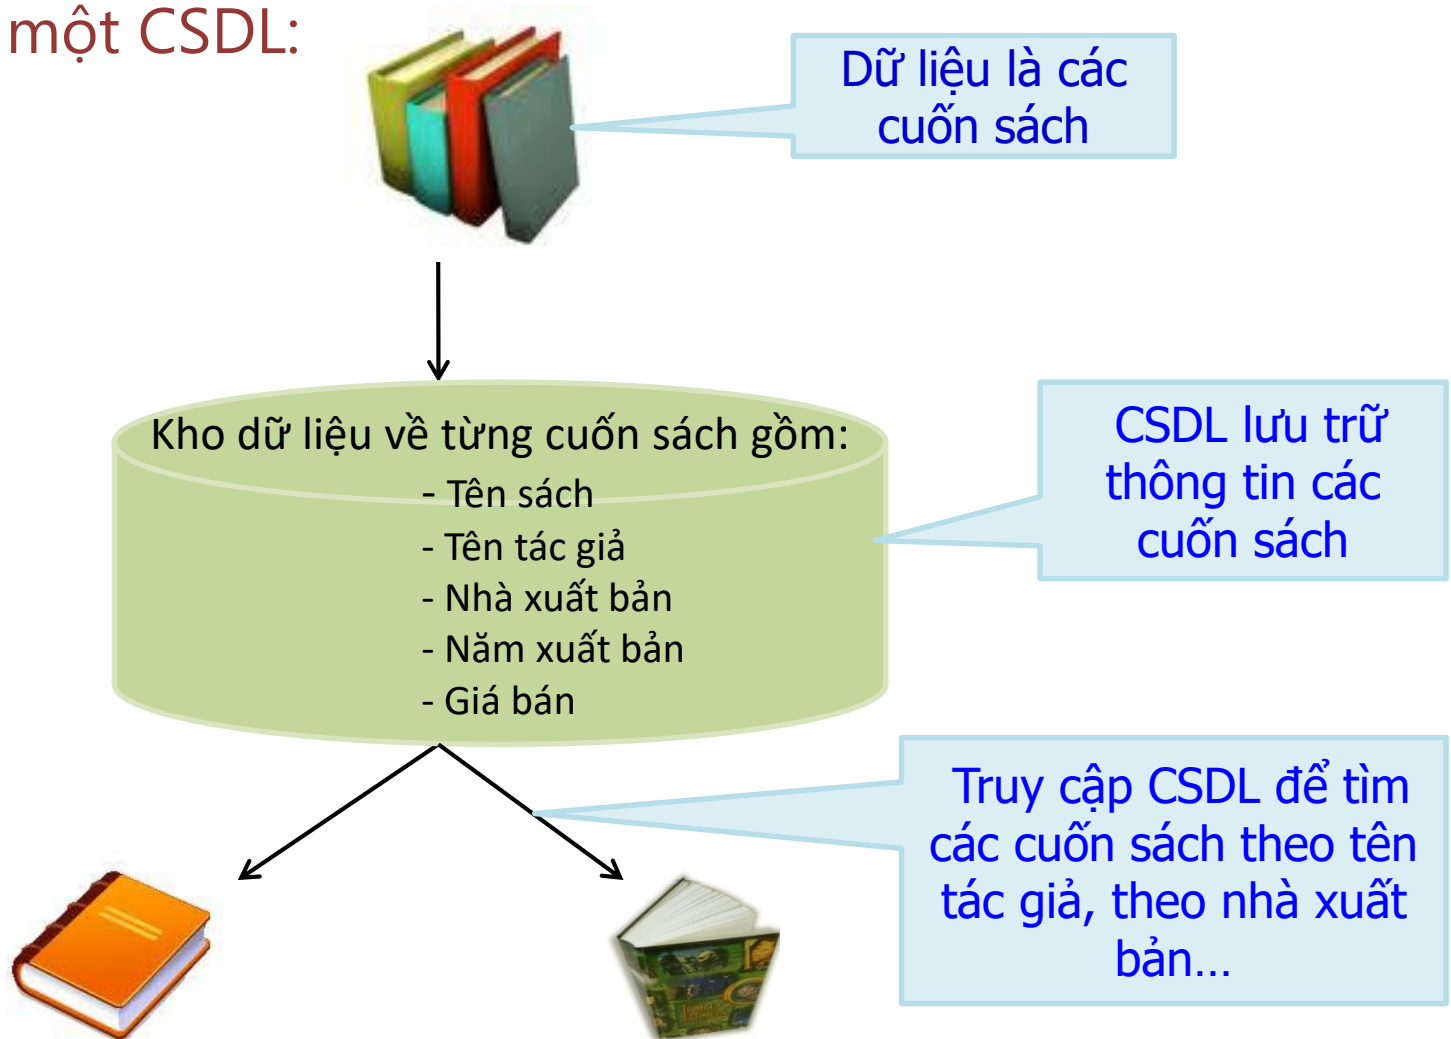 một CSDL:
Dữ liệu là các
cuốn sách
Kho dữ liệu về từng cuốn sách gồm:
- Tên sách
- Tên tác giả
- Nhà xuất bản
- Năm xuất bản
- Giá bán
CSDL lưu trữ
thông tin các
cuốn sách
Truy cập CSDL để tìm
các cuốn sách theo tên
tác giả, theo nhà xuất
bản...